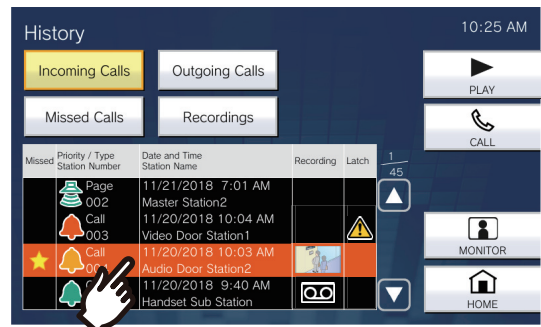 History
10:25 AM
Incoming Calls
Outgoing Calls
Missed Calls
Recordings
PLAY
CALL
Missed
Priority / Type
Station Number
Date and Time
Station Name
Recording
Latch
1
45
Page
002
11/21/2018 7:01 AM
Master Station2
Call
003
11/20/2018 10:04 AM
Video Door Station1
Call
11/20/2018 10:03 AM
Audio Door Station2
11/20/2018 9:40 AM
Handset Sub Station
MONITOR
HOME